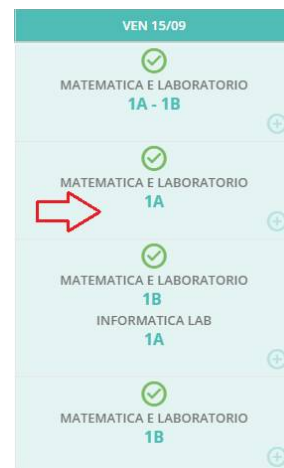 VEN 15/09
MATEMATICA E LABORATORIO
1A - 1B
MATEMATICA E LABORATORIO
1A
MATEMATICA E LABORATORIO
1B
INFORMATICA LAB
1A
MATEMATICA E LABORATORIO
1B